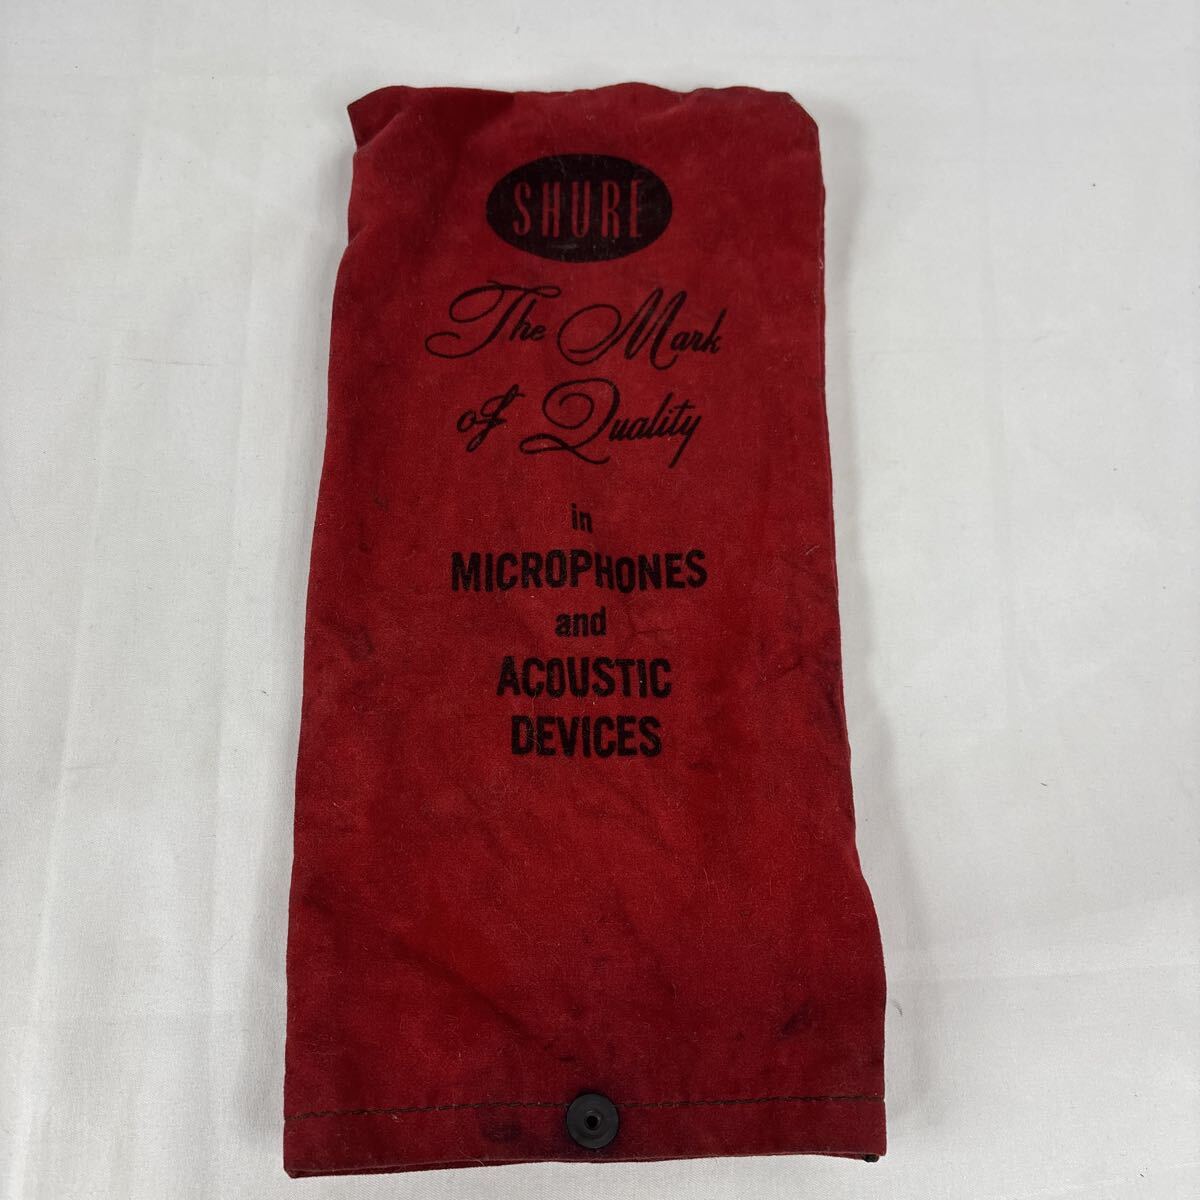 SHURE
The Mark
of Quality
in
MICROPHONES
and
ACOUSTIC
DEVICES